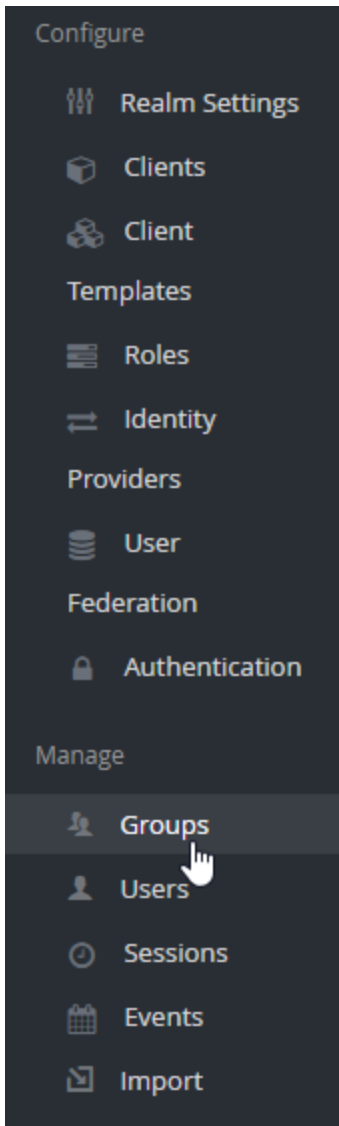 Configure
Realm Settings
Clients
Client
Templates
Roles
Identity
Providers
User
Federation
Authentication
Manage
Groups
Users
Sessions
Events
Import